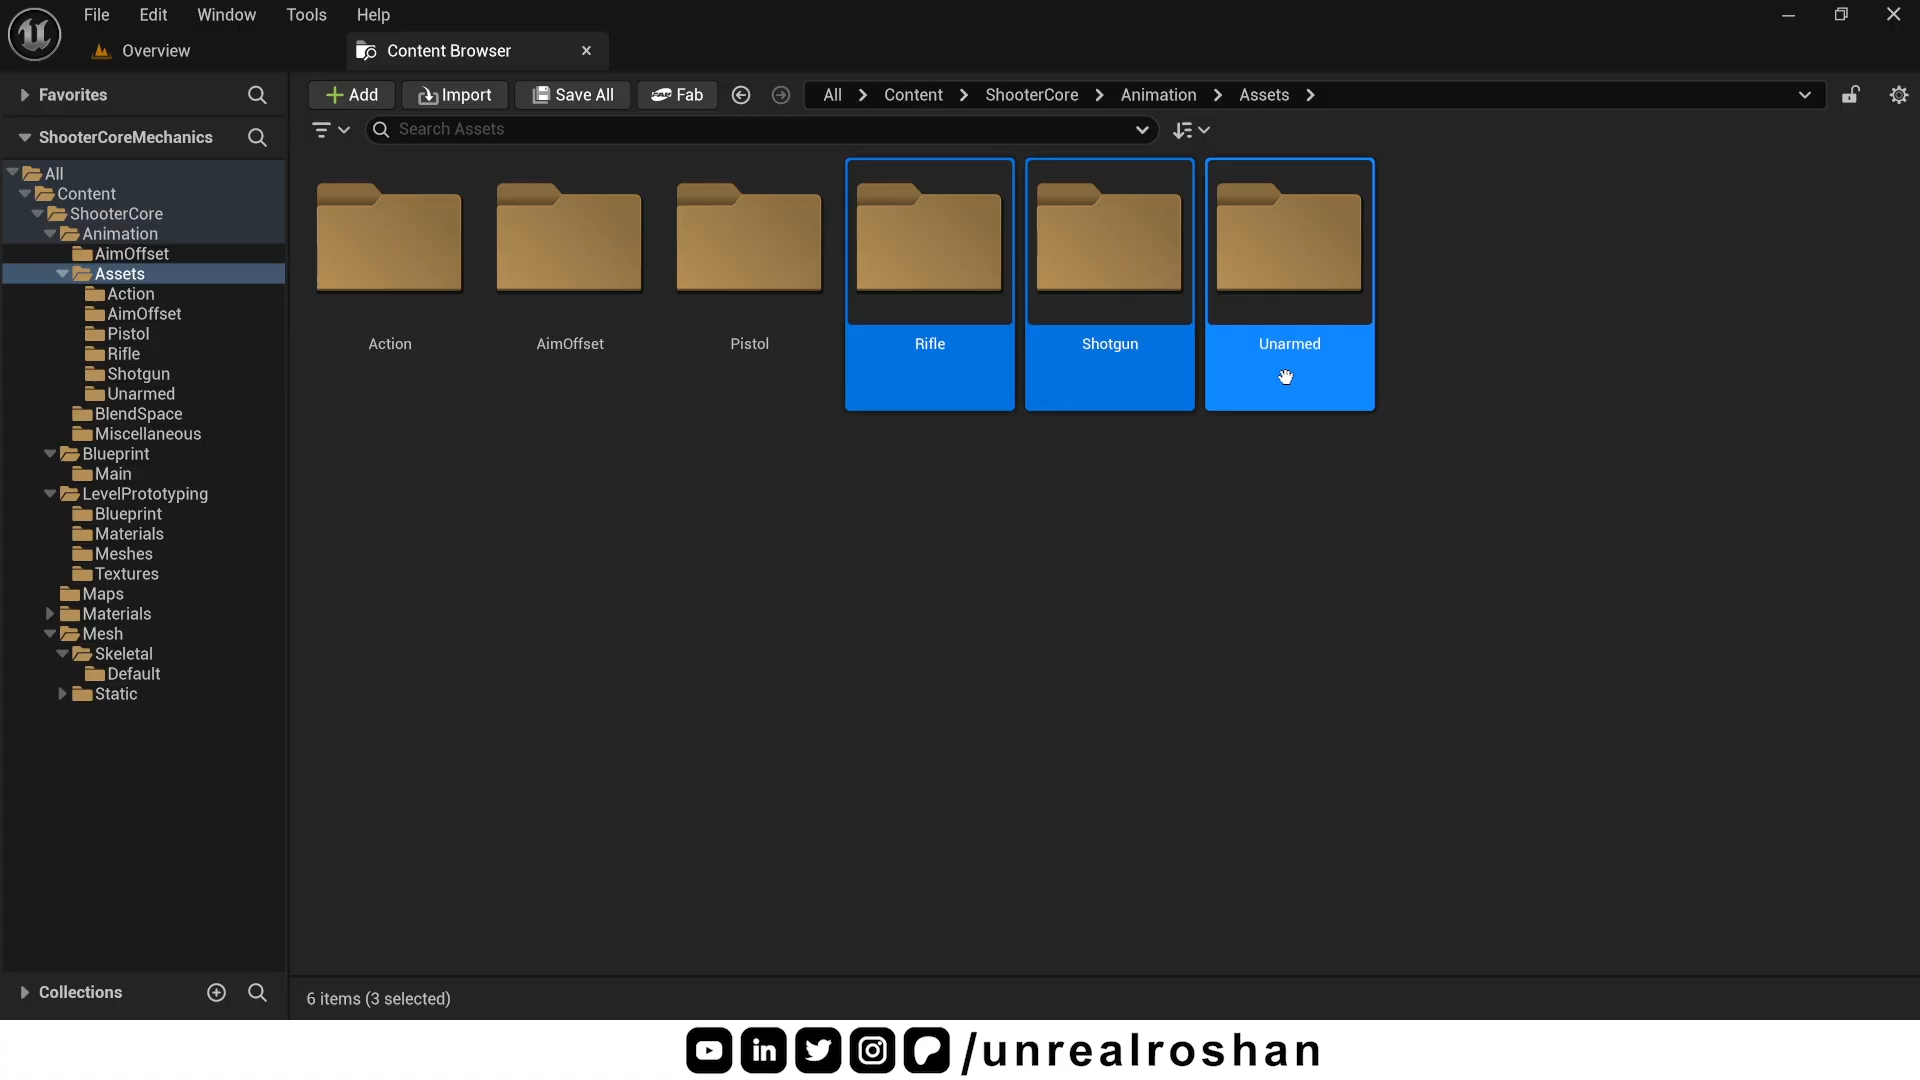 File Edit Window Tools Help
Overview
Content Browser
Favorites
Add Import Save All Fab All Content ShooterCore Animation Assets
ShooterCoreMechanics
Search Assets
All
Content
ShooterCore
Animation
AimOffset
Assets
Action
AimOffset
Pistol
Rifle
Shotgun
Unarmed
BlendSpace
Miscellaneous
Blueprint
Main
LevelPrototyping
Blueprint
Materials
Meshes
Textures
Maps
Materials
Mesh
Skeletal
Default
Static
Action AimOffset Pistol Rifle Shotgun Unarmed
Collections
6 items (3 selected)
/unrealroshan